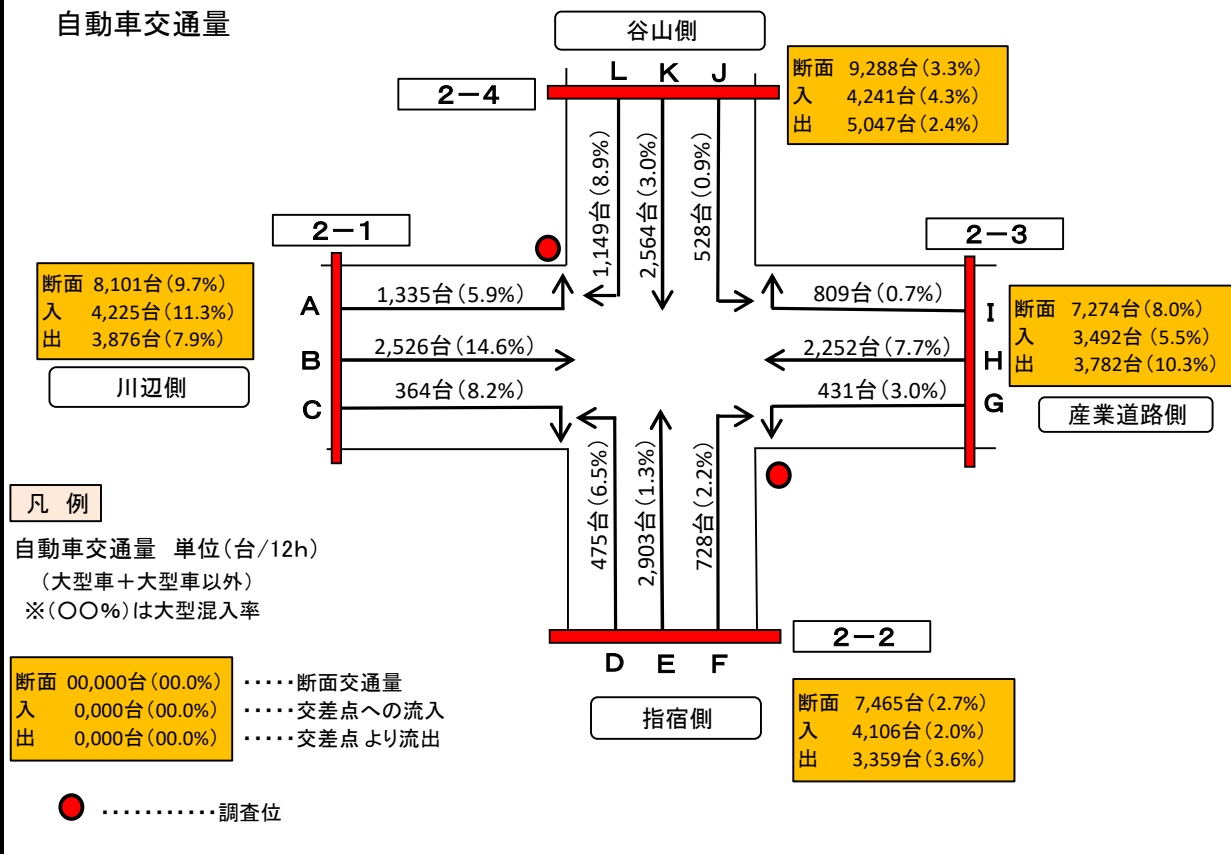 自動車交通量
谷山側
2-4
L K J
断面 9,288台(3.3%)
入 4,241台(4.3%)
出 5,047台(2.4%)
1,149台(8.9%)
2,564台(3.0%)
528台(0.9%)
2-1
断面 8,101台(9.7%)
入 4,225台(11.3%)
出 3,876台(7.9%)
川辺側
A
1,335台(5.9%)
B
2,526台(14.6%)
C
364台(8.2%)
2-3
809台(0.7%)
I
2,252台(7.7%)
H
431台(3.0%)
G
断面 7,274台(8.0%)
入 3,492台(5.5%)
出 3,782台(10.3%)
産業道路側
475台(6.5%)
2,903台(1.3%)
728台(2.2%)
D E F
2-2
指宿側
断面 7,465台(2.7%)
入 4,106台(2.0%)
出 3,359台(3.6%)
凡 例
自動車交通量 単位(台/12h)
(大型車+大型車以外)
※(○○%)は大型混入率
断面 00,000台(00.0%) ・・・・・断面交通量
入 0,000台(00.0%) ・・・・・交差点への流入
出 0,000台(00.0%) ・・・・・交差点より流出
・・・・・・・・・・・調査位